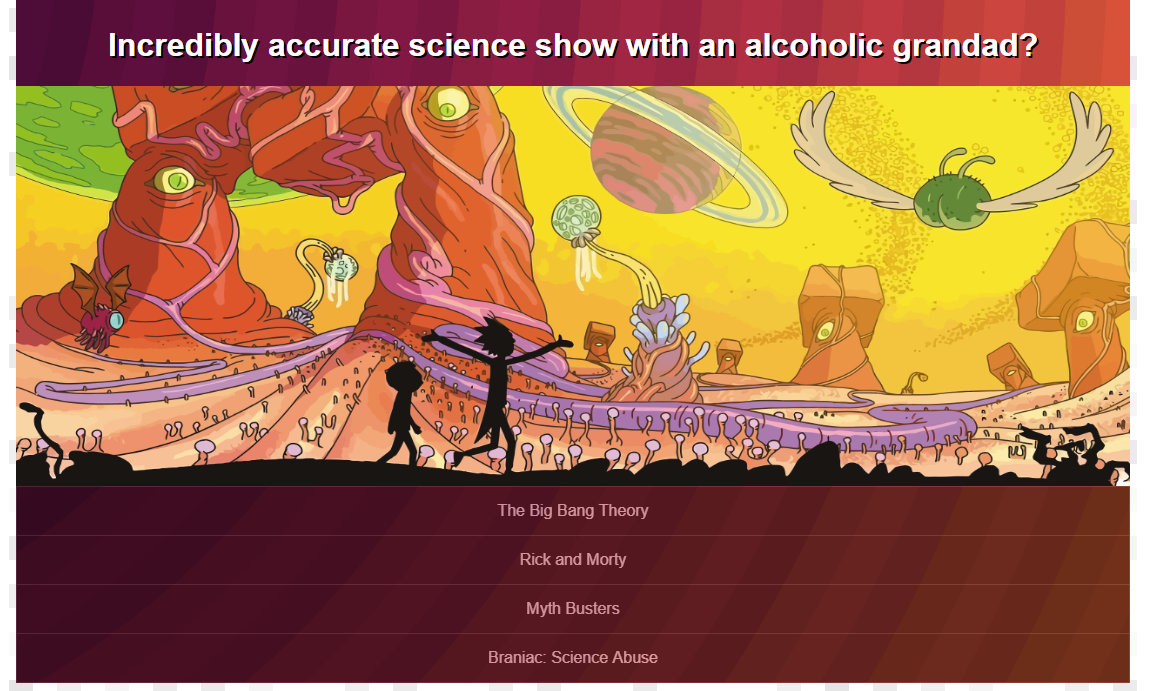 Incredibly accurate science show with an alcoholic grandad?
The Big Bang Theory
Rick and Morty
Myth Busters
Braniac: Science Abuse